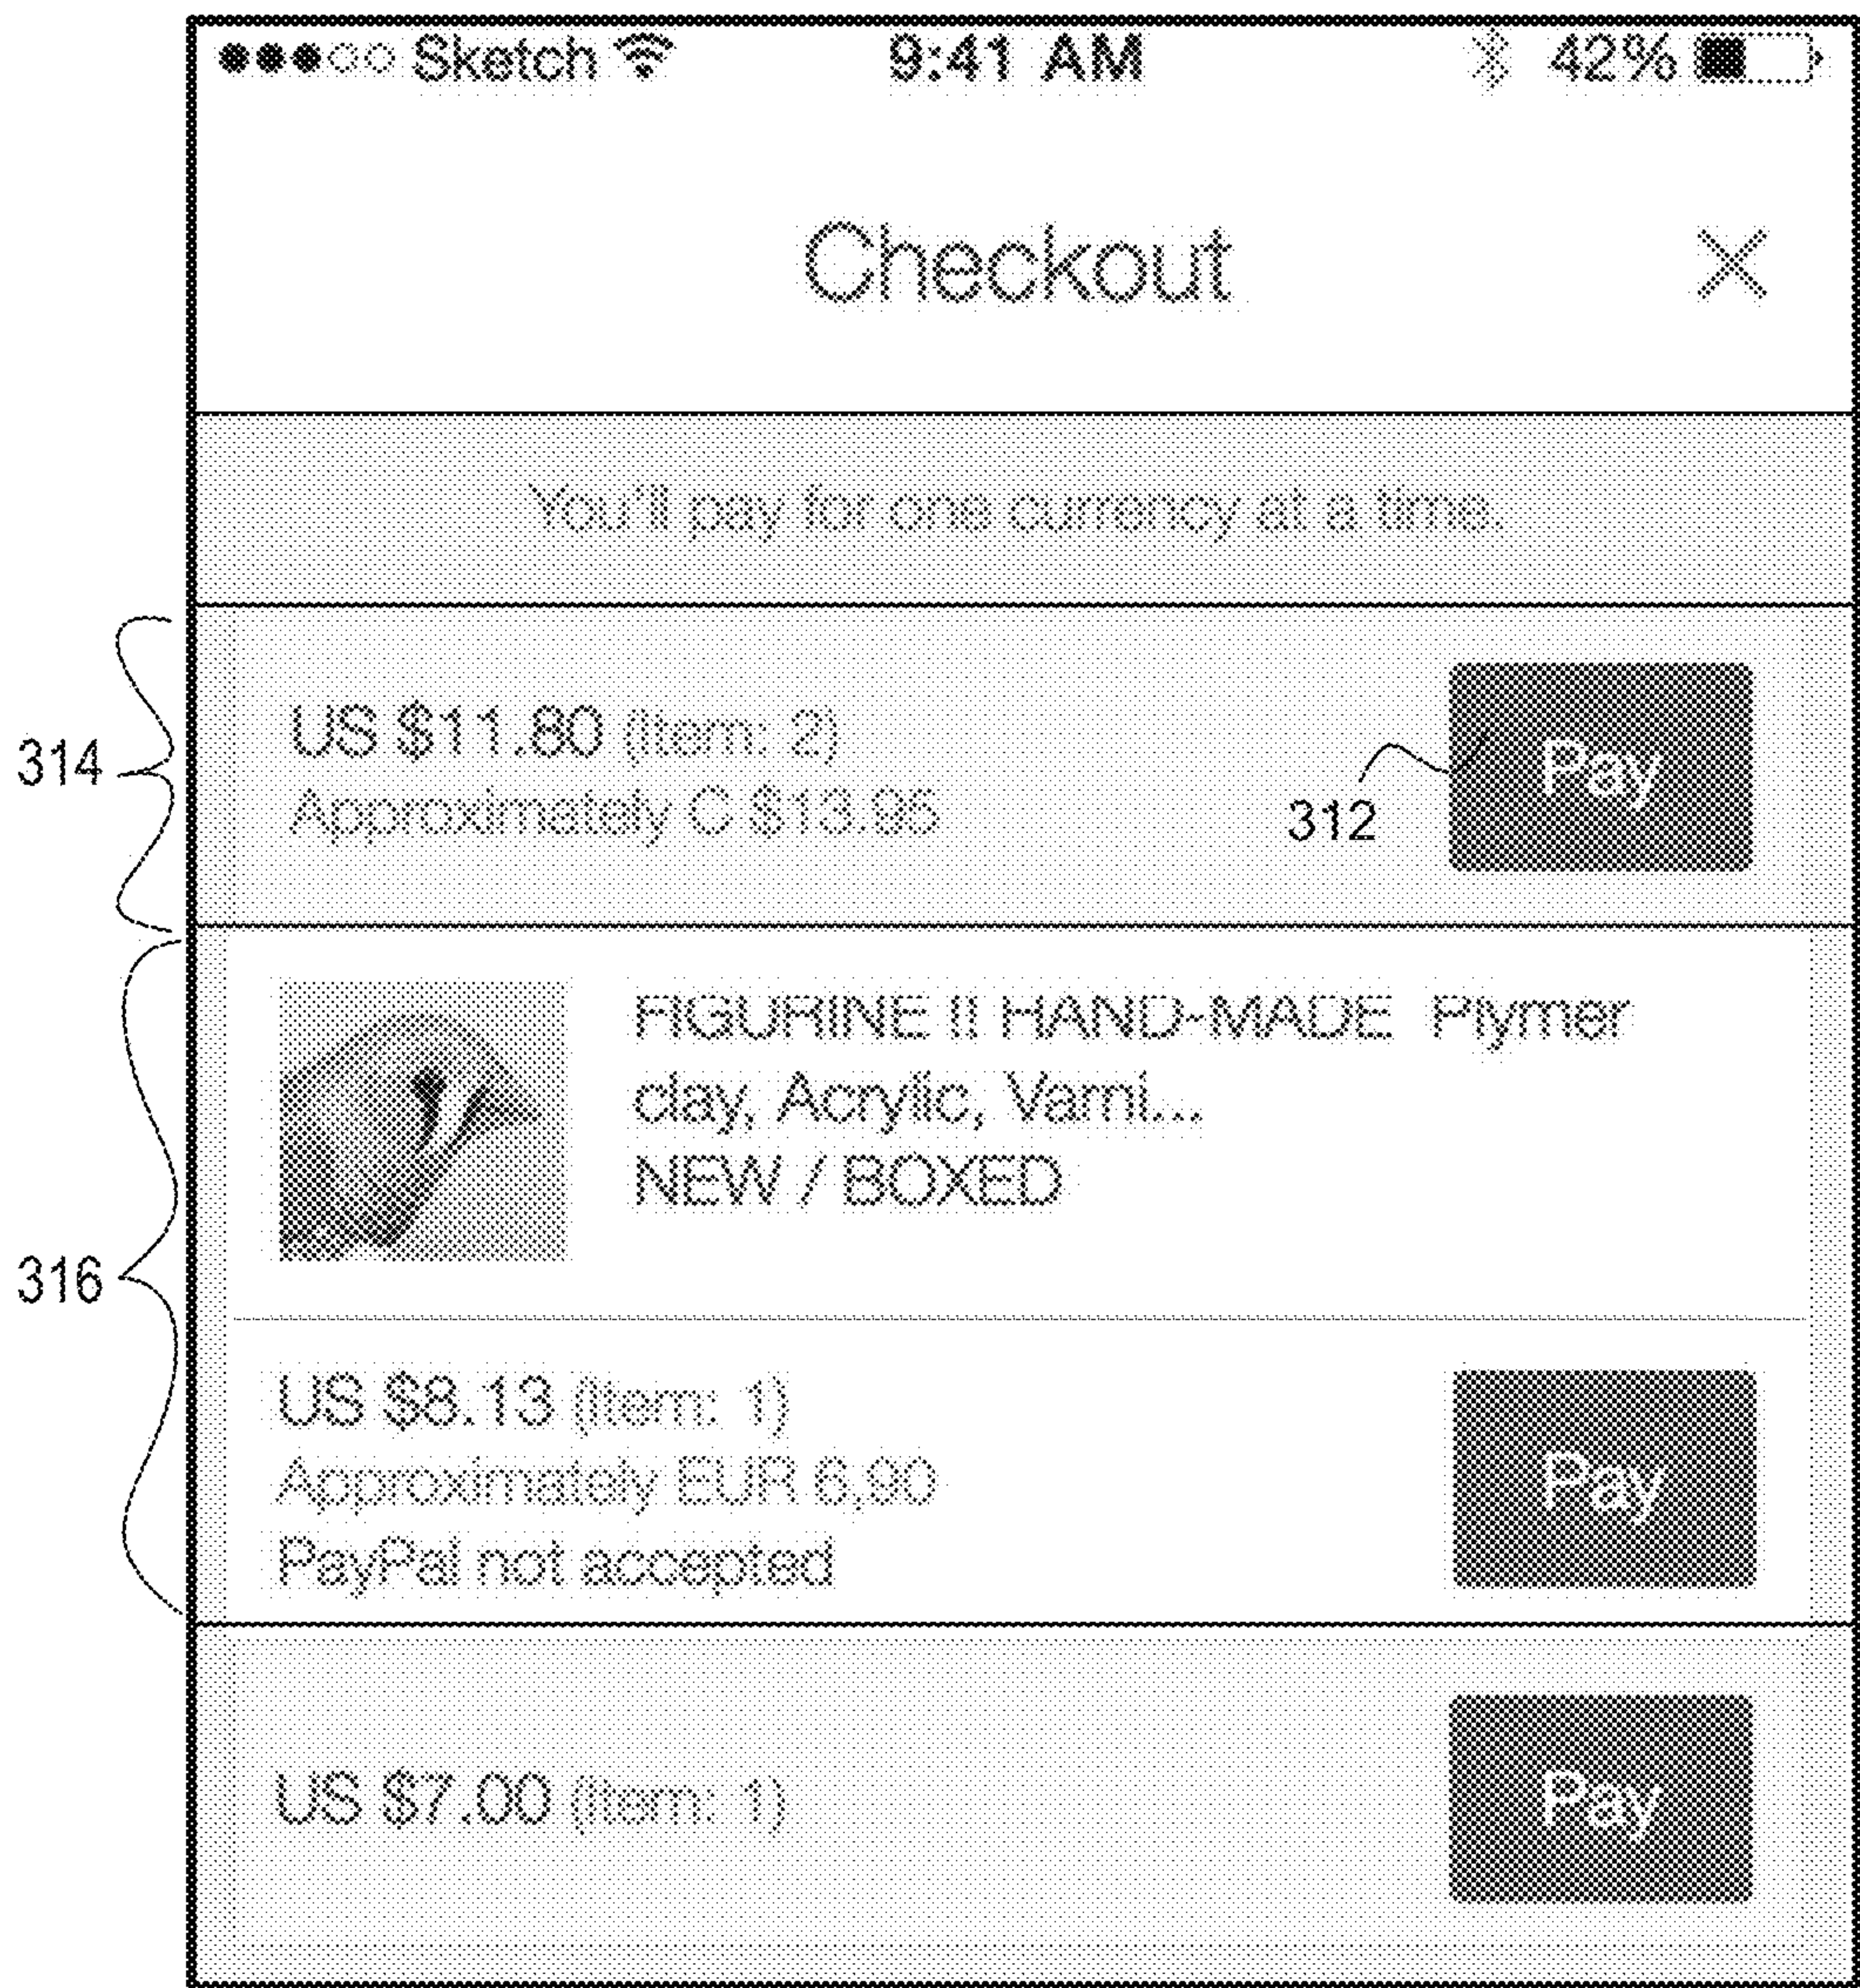 Sketch 9:41 AM 42%
Checkout
You'll pay for one currency at a time.
314
US $11.80 (Item: 2)
Approximately C $13.95
312
Pay
316
FIGURINE !! HAND-MADE Plymer
clay, Acrylic, Varni...
NEW / BOXED
US $8.13 (Item: 1)
Approximately EUR 6,90
PayPal not accepted
Pay
US $7.00 (Item: 1)
Pay